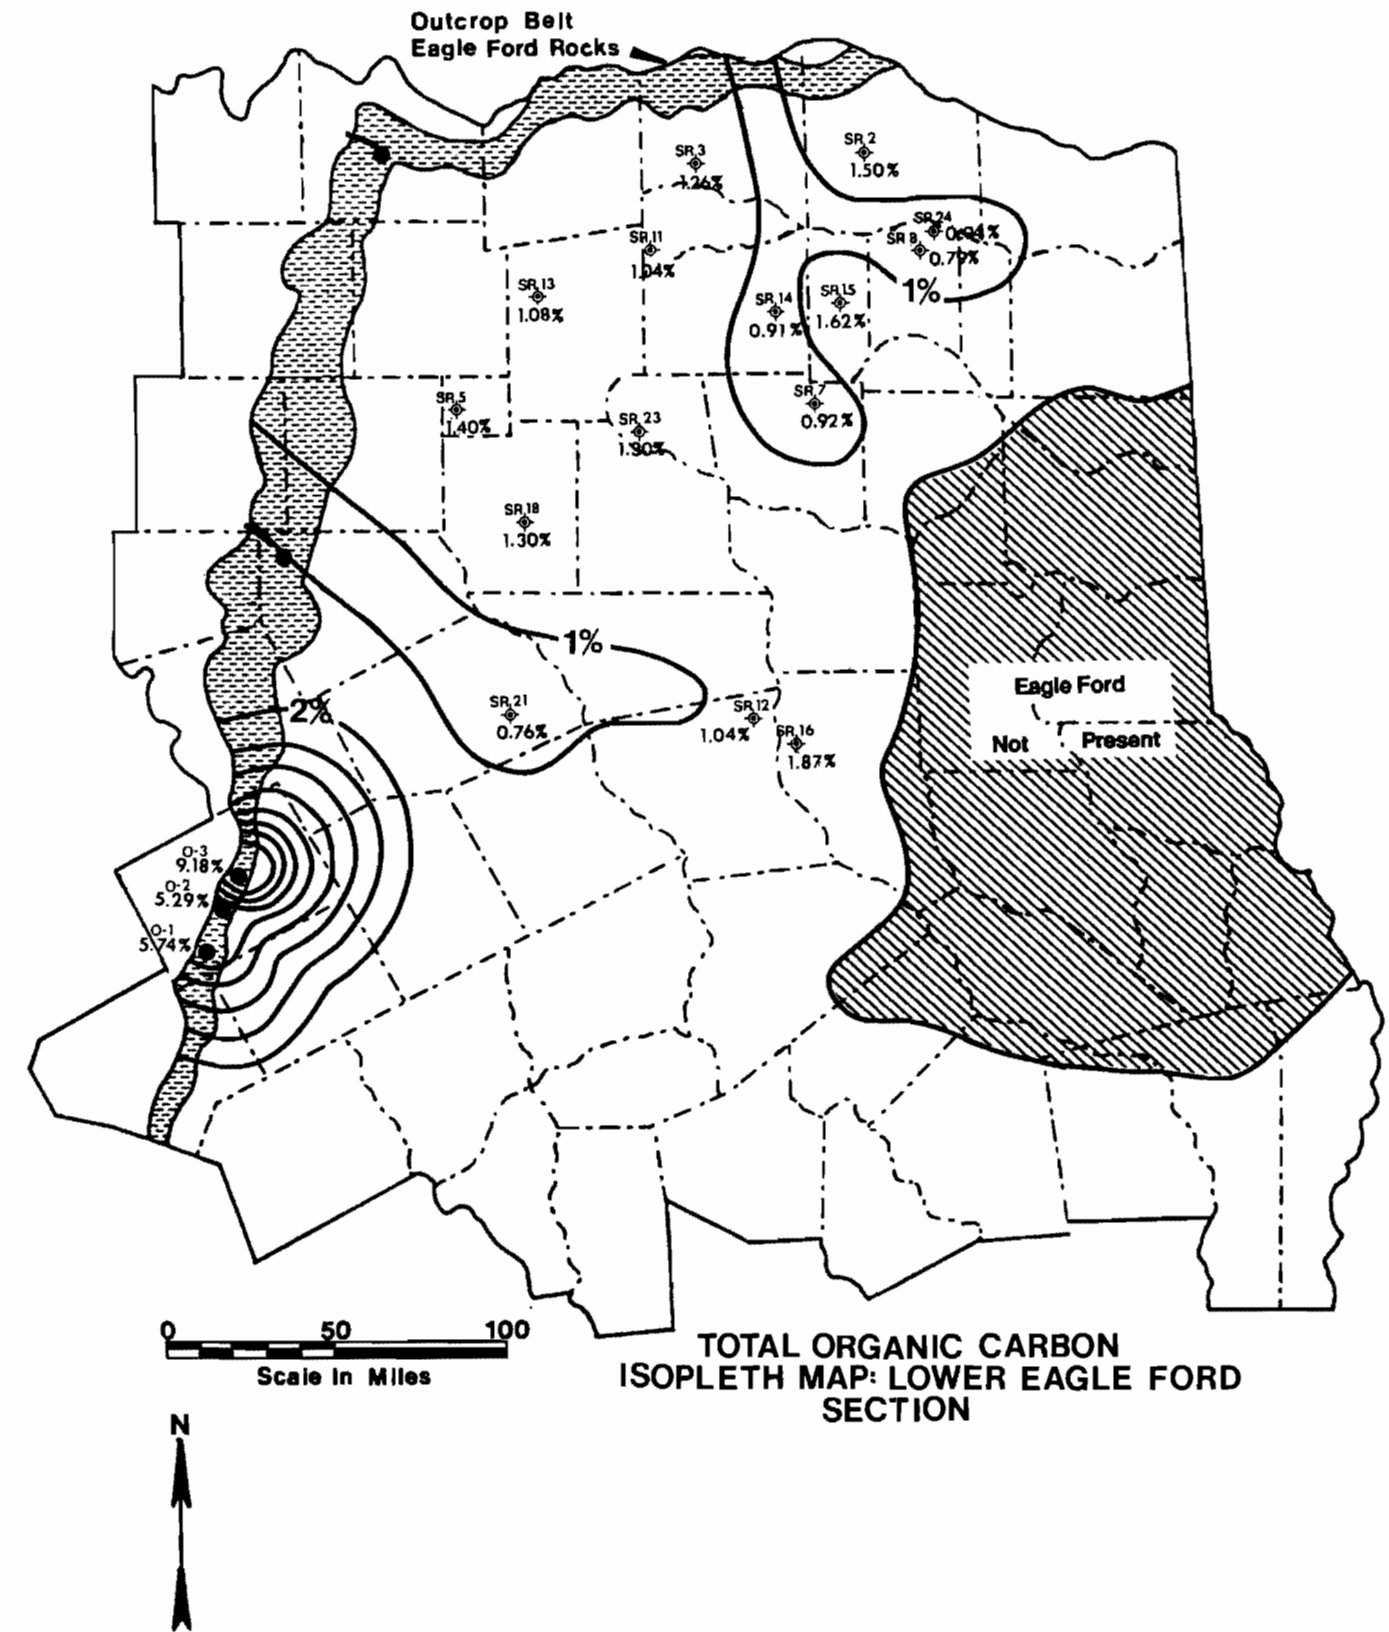 Outcrop Belt
Eagle Ford Rocks
SR 3
1.26%
SR 2
1.50%
SR 24
0.94%
SR 8
0.79%
SR 11
1.04%
SR 13
1.08%
SR 14
0.91%
SR 15
1.62%
1%
SR 5
1.40%
SR 7
0.92%
SR 23
SR 18
1.30%
1%
SR 21
0.76%
SR 12
1.04%
SR 16
1.87%
Eagle Ford
Not Present
2%
O-3
9.18%
O-2
5.29%
O-1
5.74%
0 50 100
Scale In Miles
TOTAL ORGANIC CARBON
ISOPLETH MAP: LOWER EAGLE FORD
SECTION
N